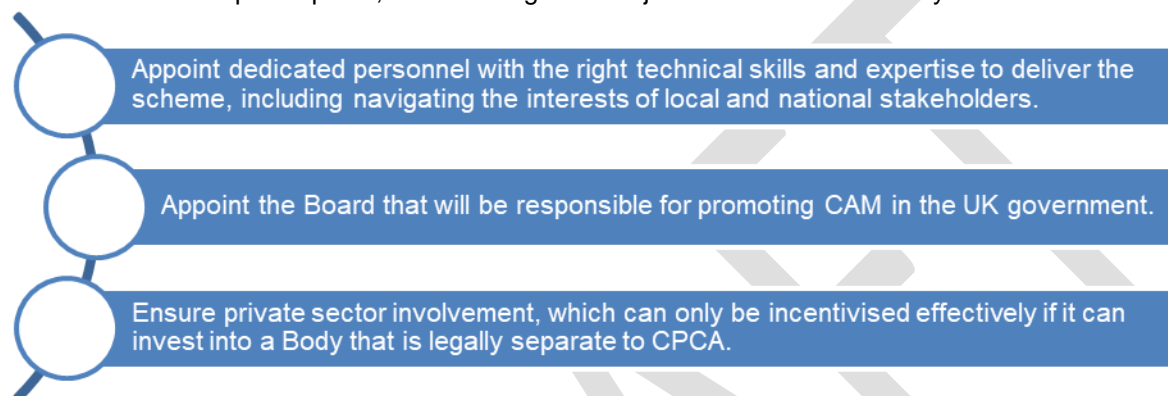 Appoint dedicated personnel with the right technical skills and expertise to deliver the
scheme, including navigating the interests of local and national stakeholders.
Appoint the Board that will be responsible for promoting CAM in the UK government.
Ensure private sector involvement, which can only be incentivised effectively if it can
invest into a Body that is legally separate to CPCA.